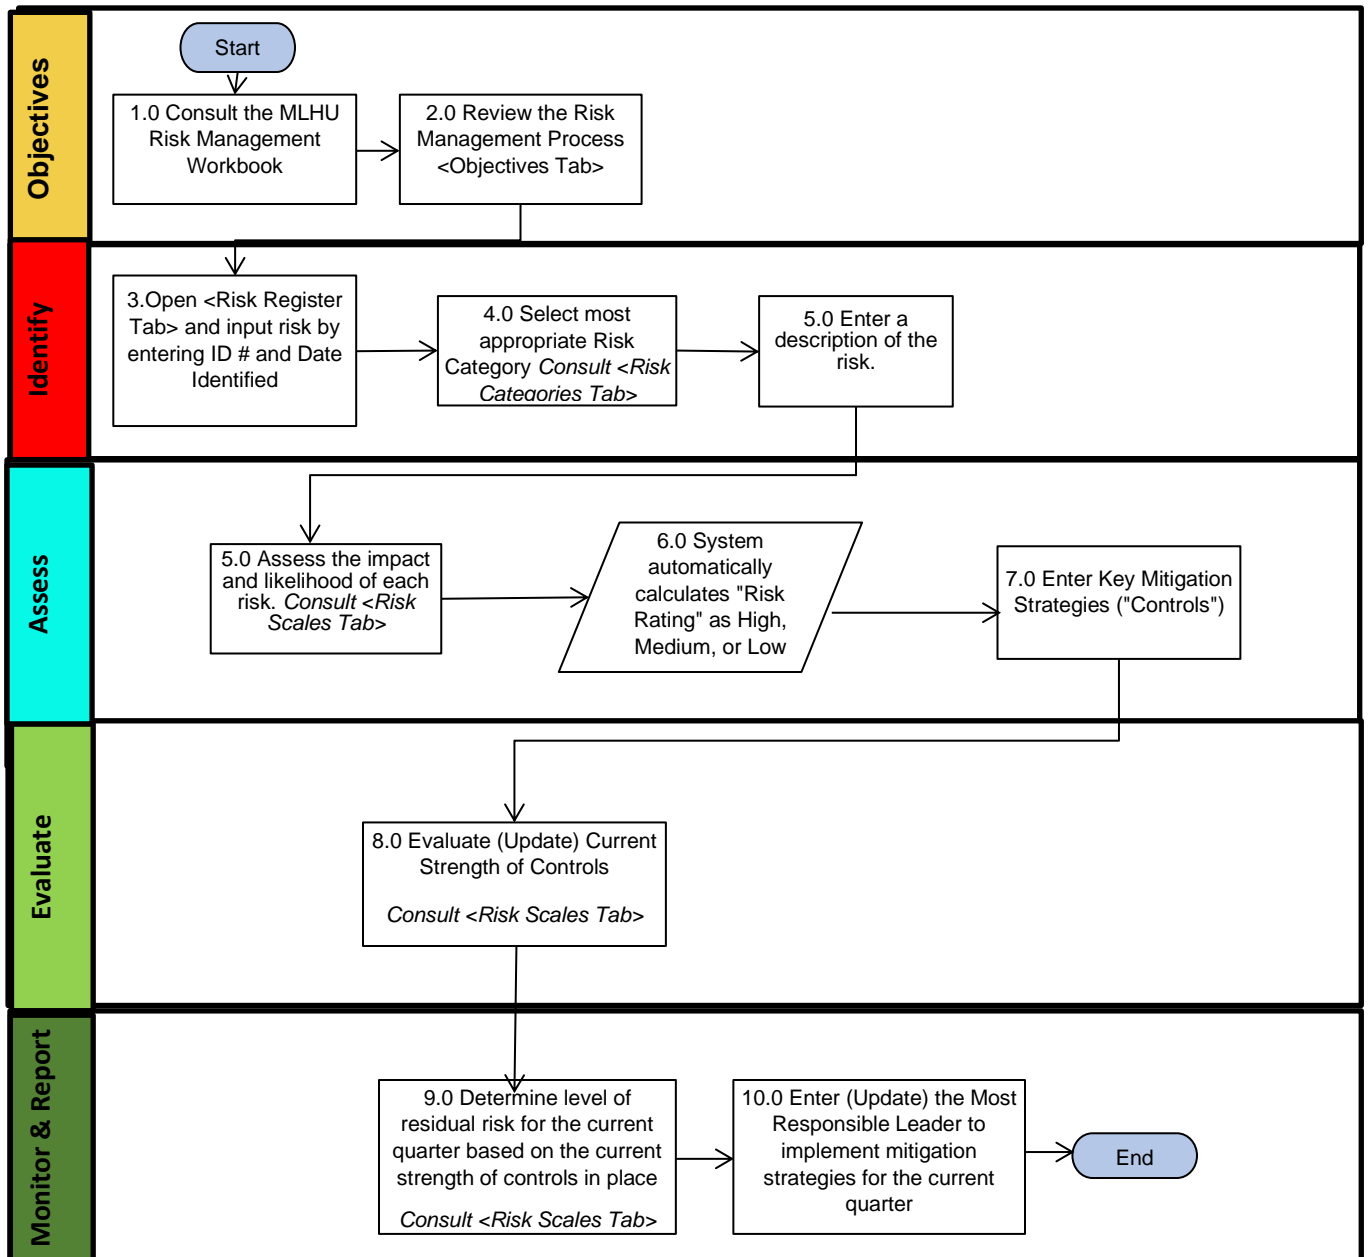 Objectives
Start
1.0 Consult the MLHU
Risk Management
Workbook
2.0 Review the Risk
Management Process
<Objectives Tab>
Identify
3.Open <Risk Register
Tab> and input risk by
entering ID # and Date
Identified
4.0 Select most
appropriate Risk
Category Consult <Risk
Categories Tab>
5.0 Enter a
description of the
risk.
Assess
5.0 Assess the impact
and likelihood of each
risk. Consult <Risk
Scales Tab>
6.0 System
automatically
calculates "Risk
Rating" as High,
Medium, or Low
7.0 Enter Key Mitigation
Strategies ("Controls")
Evaluate
8.0 Evaluate (Update) Current
Strength of Controls
Consult <Risk Scales Tab>
Monitor & Report
9.0 Determine level of
residual risk for the current
quarter based on the current
strength of controls in place
Consult <Risk Scales Tab>
10.0 Enter (Update) the Most
Responsible Leader to
implement mitigation
strategies for the current
quarter
End